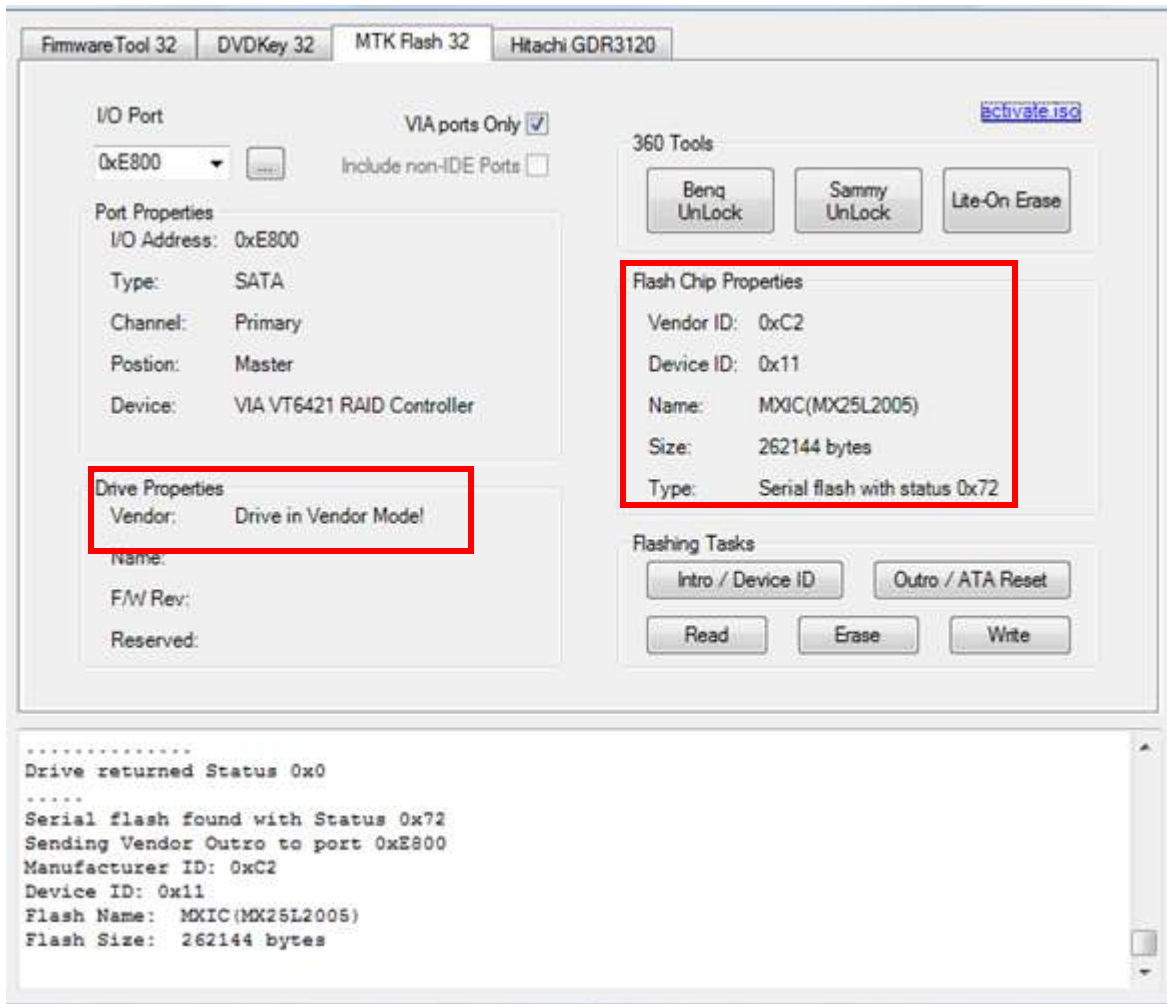 FirmwareTool 32 DVDKey 32 MTK Flash 32 Hitachi GDR3120
I/O Port
VIA ports Only
0xE800 ...
Include non-IDE Ports
Port Properties
I/O Address: 0xE800
Type: SATA
Channel: Primary
Postion: Master
Device: VIA VT6421 RAID Controller
Drive Properties
Vendor: Drive in Vendor Mode!
Name:
F/W Rev:
Reserved:
activate.iso
360 Tools
Benq UnLock
Sammy UnLock
Lite-On Erase
Flash Chip Properties
Vendor ID: 0xC2
Device ID: 0x11
Name: MXIC(MX25L2005)
Size: 262144 bytes
Type: Serial flash with status 0x72
Flashing Tasks
Intro / Device ID Outro / ATA Reset
Read Erase Write
..............
Drive returned Status 0x0
.....
Serial flash found with Status 0x72
Sending Vendor Outro to port 0xE800
Manufacturer ID: 0xC2
Device ID: 0x11
Flash Name: MXIC(MX25L2005)
Flash Size: 262144 bytes